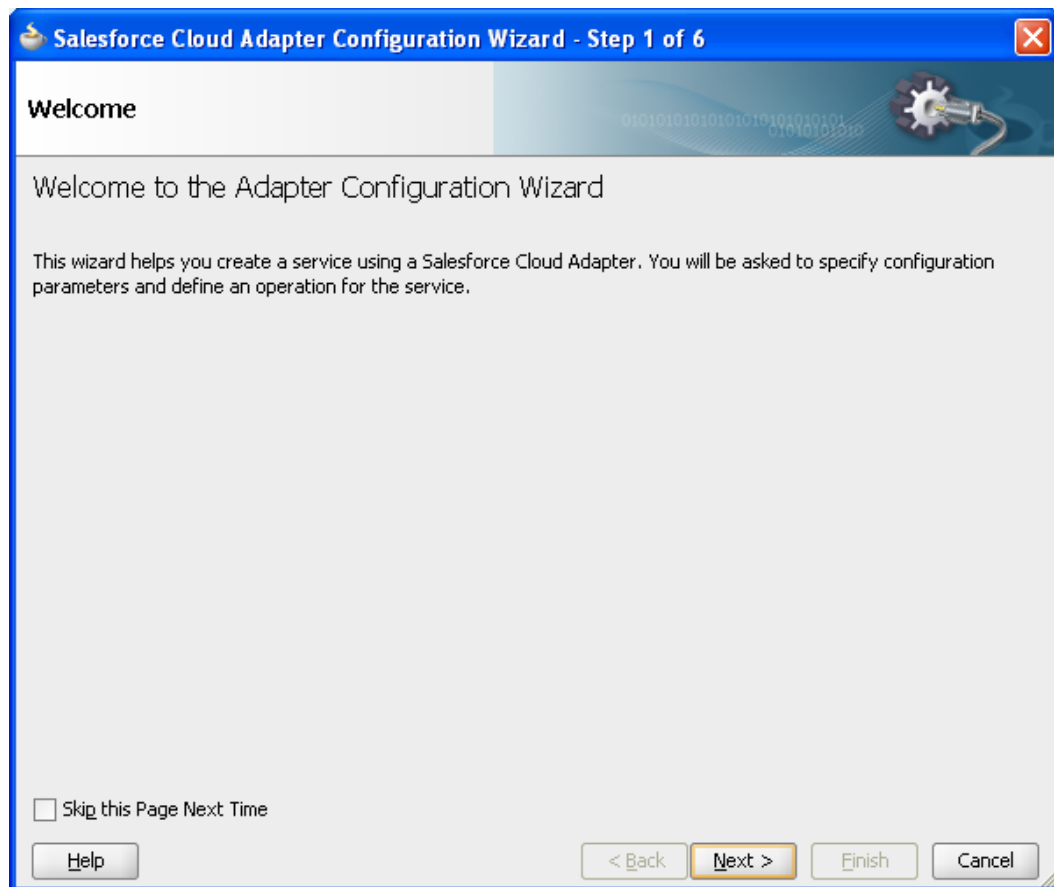 Salesforce Cloud Adapter Configuration Wizard - Step 1 of 6
Welcome
Welcome to the Adapter Configuration Wizard
This wizard helps you create a service using a Salesforce Cloud Adapter. You will be asked to specify configuration
parameters and define an operation for the service.
Skip this Page Next Time
Help
< Back
Next >
Finish
Cancel